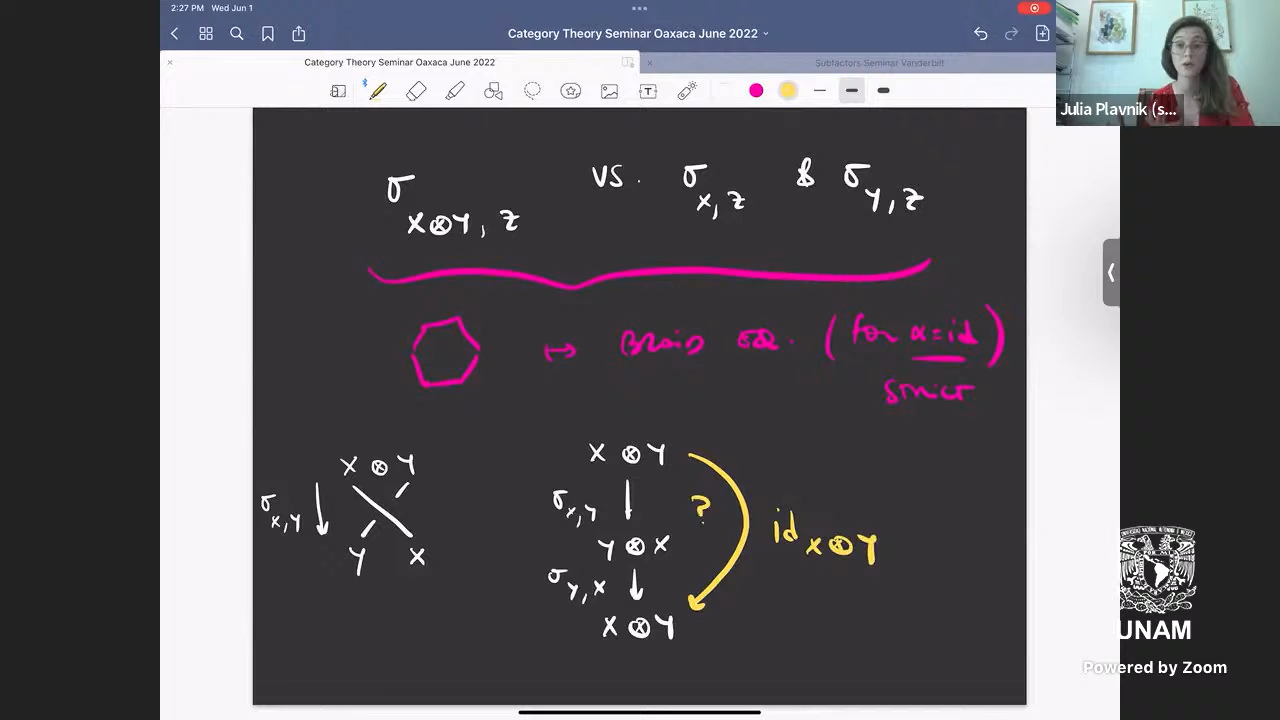 2:27 PM Wed Jun 1
Category Theory Seminar Oaxaca June 2022
Category Theory Seminar Oaxaca June 2022
Subfactors Seminar Vanderbilt
Julia Plavnik (s...
σ X⊗Y, Z vs. σ X, Z & σ Y, Z
↦ Braid eq. (for α=id)
strict
X ⊗ Y
σ X,Y
Y X
X ⊗ Y
σ X,Y ?
Y ⊗ X
id X⊗Y
σ Y,X
X ⊗ Y
UNAM
Powered by Zoom